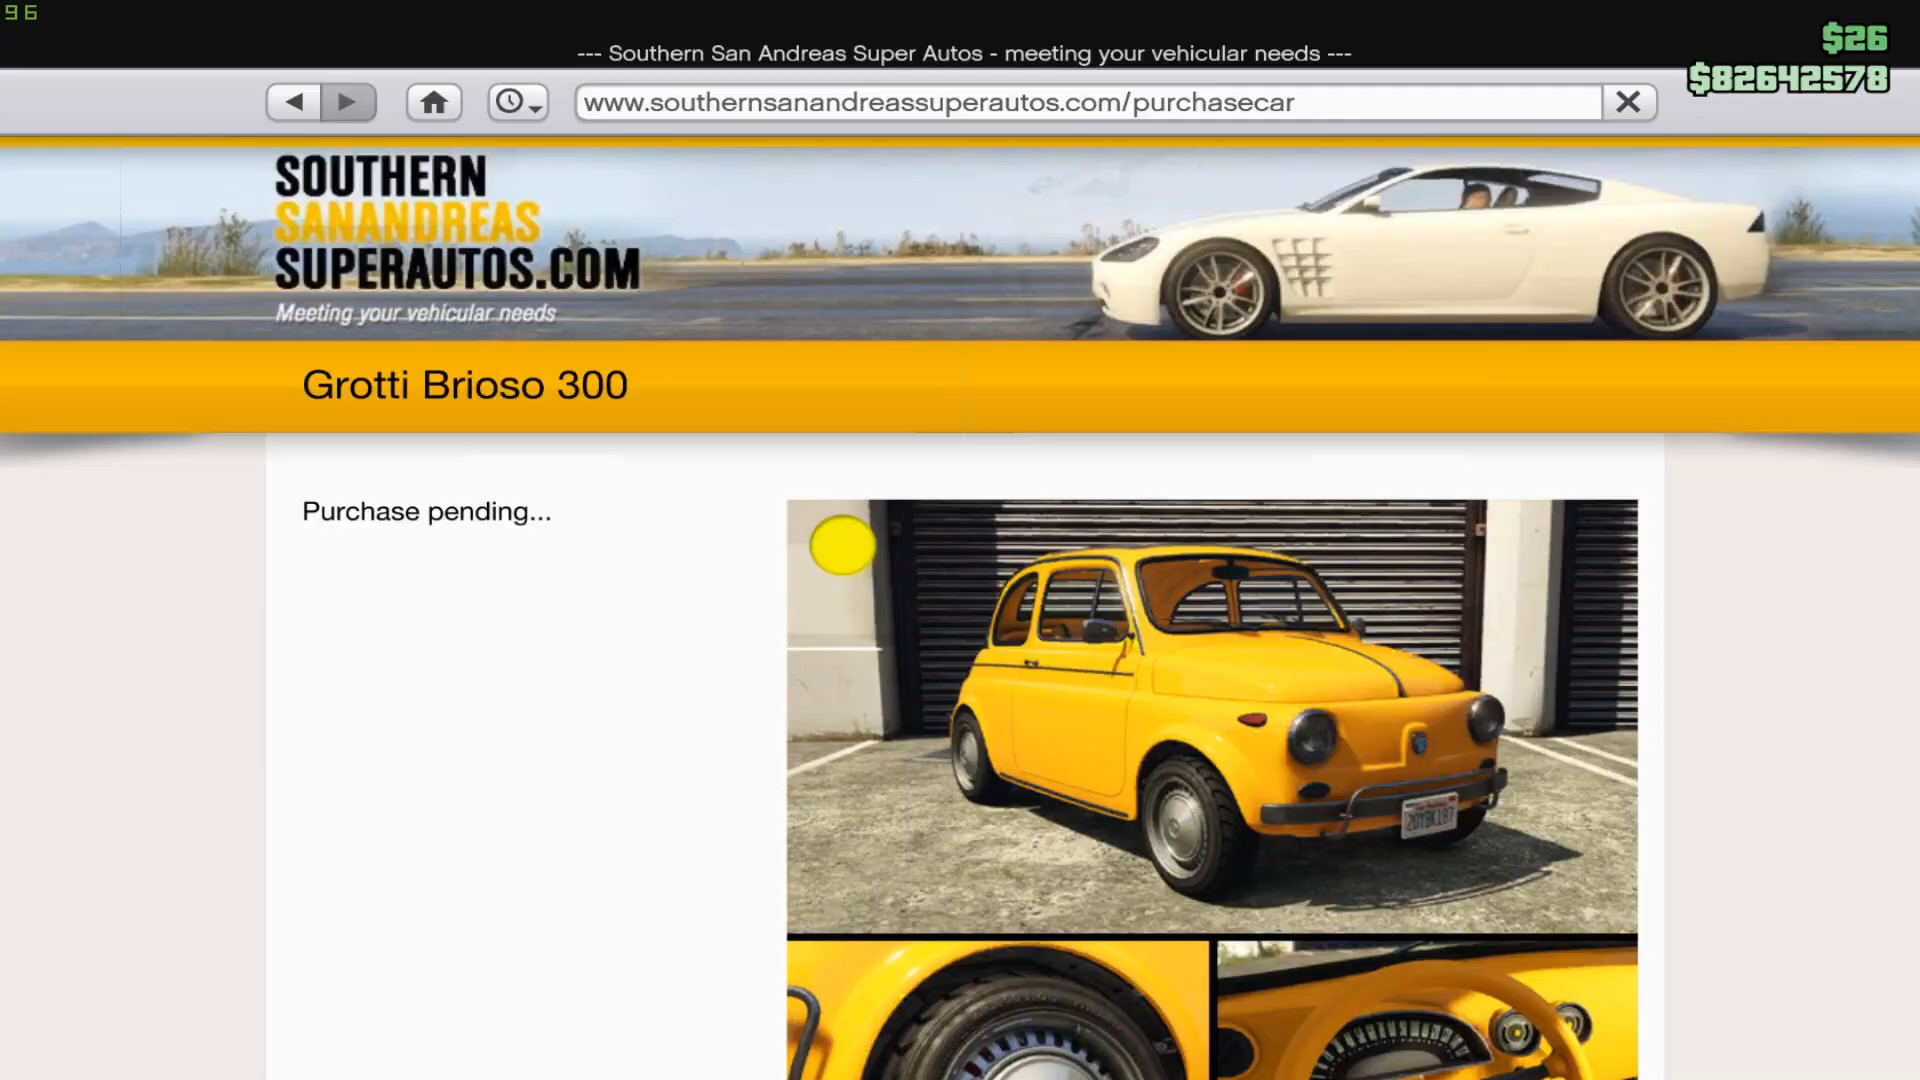 96
--- Southern San Andreas Super Autos - meeting your vehicular needs ---
$26
$82642578
www.southernsanandreassuperautos.com/purchasecar
SOUTHERN
SANANDREAS
SUPERAUTOS.COM
Meeting your vehicular needs
Grotti Brioso 300
Purchase pending...